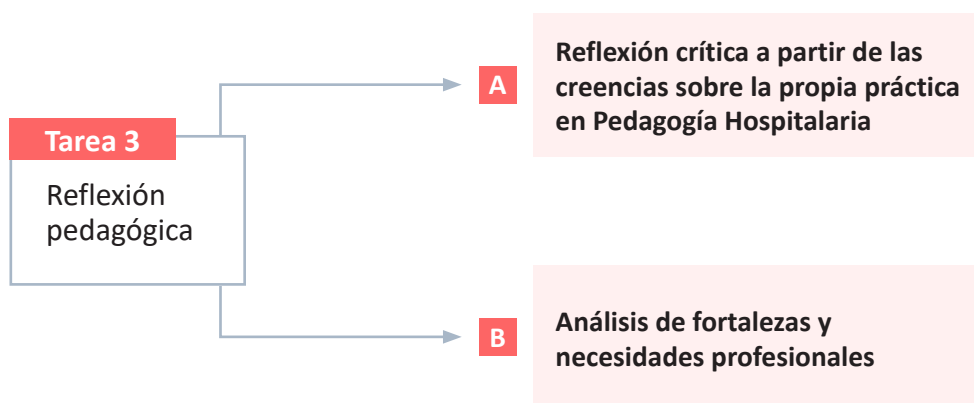 Tarea 3
Reflexión
pedagógica
A
Reflexión crítica a partir de las
creencias sobre la propia práctica
en Pedagogía Hospitalaria
B
Análisis de fortalezas y
necesidades profesionales